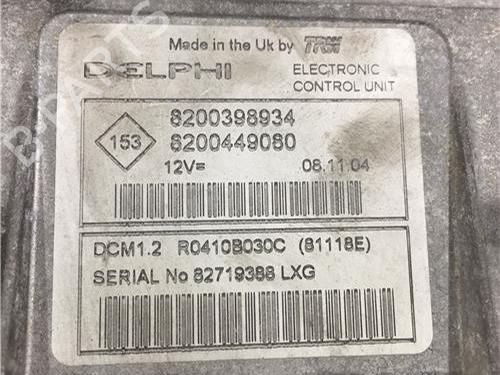 Made in the Uk by TRW
DELPHI
ELECTRONIC
CONTROL UNIT
153
8200398934
8200449080
12V=
08.11.04
DCM1.2 R0410B030C (81118E)
SERIAL No 82719388 LXG